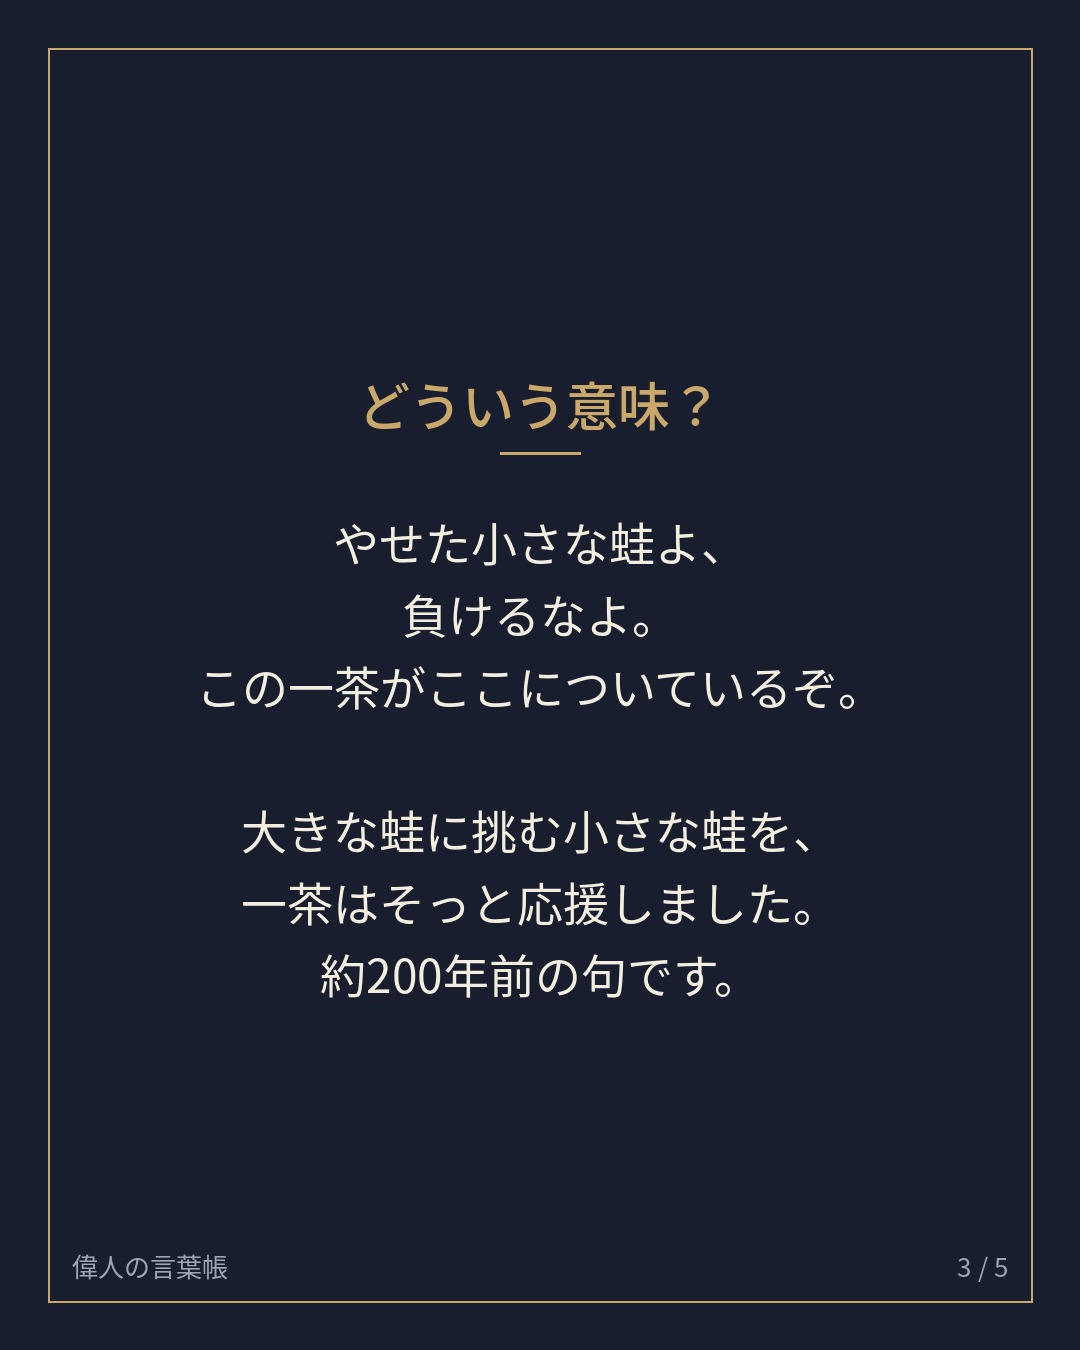 どういう意味？
やせた小さな蛙よ、
負けるなよ。
この一茶がここについているぞ。
大きな蛙に挑む小さな蛙を、
一茶はそっと応援しました。
約200年前の句です。
偉人の言葉帳
3 / 5